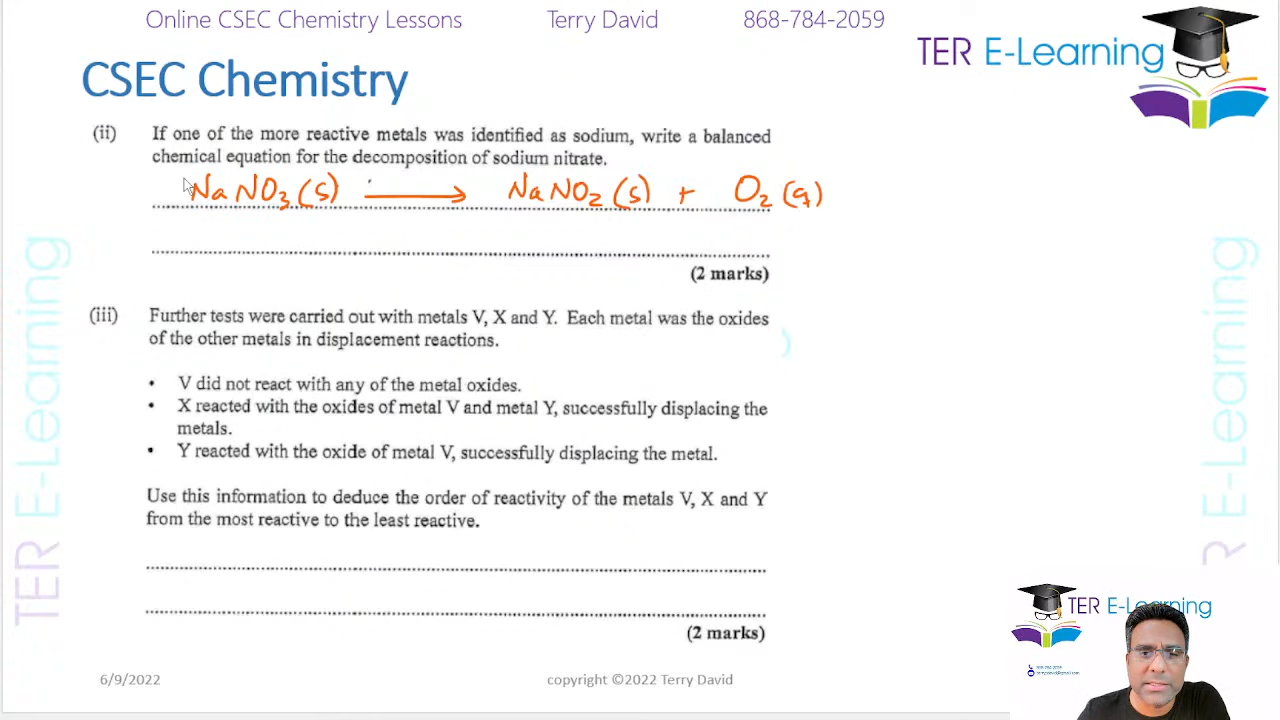 Online CSEC Chemistry Lessons Terry David 868-784-2059
TER E-Learning
CSEC Chemistry
(ii) If one of the more reactive metals was identified as sodium, write a balanced
chemical equation for the decomposition of sodium nitrate.
NaNO₃(s) ⟶ NaNO₂(s) + O₂(g)
(2 marks)
(iii) Further tests were carried out with metals V, X and Y. Each metal was the oxides
of the other metals in displacement reactions.
• V did not react with any of the metal oxides.
• X reacted with the oxides of metal V and metal Y, successfully displacing the
metals.
• Y reacted with the oxide of metal V, successfully displacing the metal.
Use this information to deduce the order of reactivity of the metals V, X and Y
from the most reactive to the least reactive.
(2 marks)
TER E-Learning
R E-Learning
TER E-Learning
868-784-2059
6/9/2022 copyright ©2022 Terry David